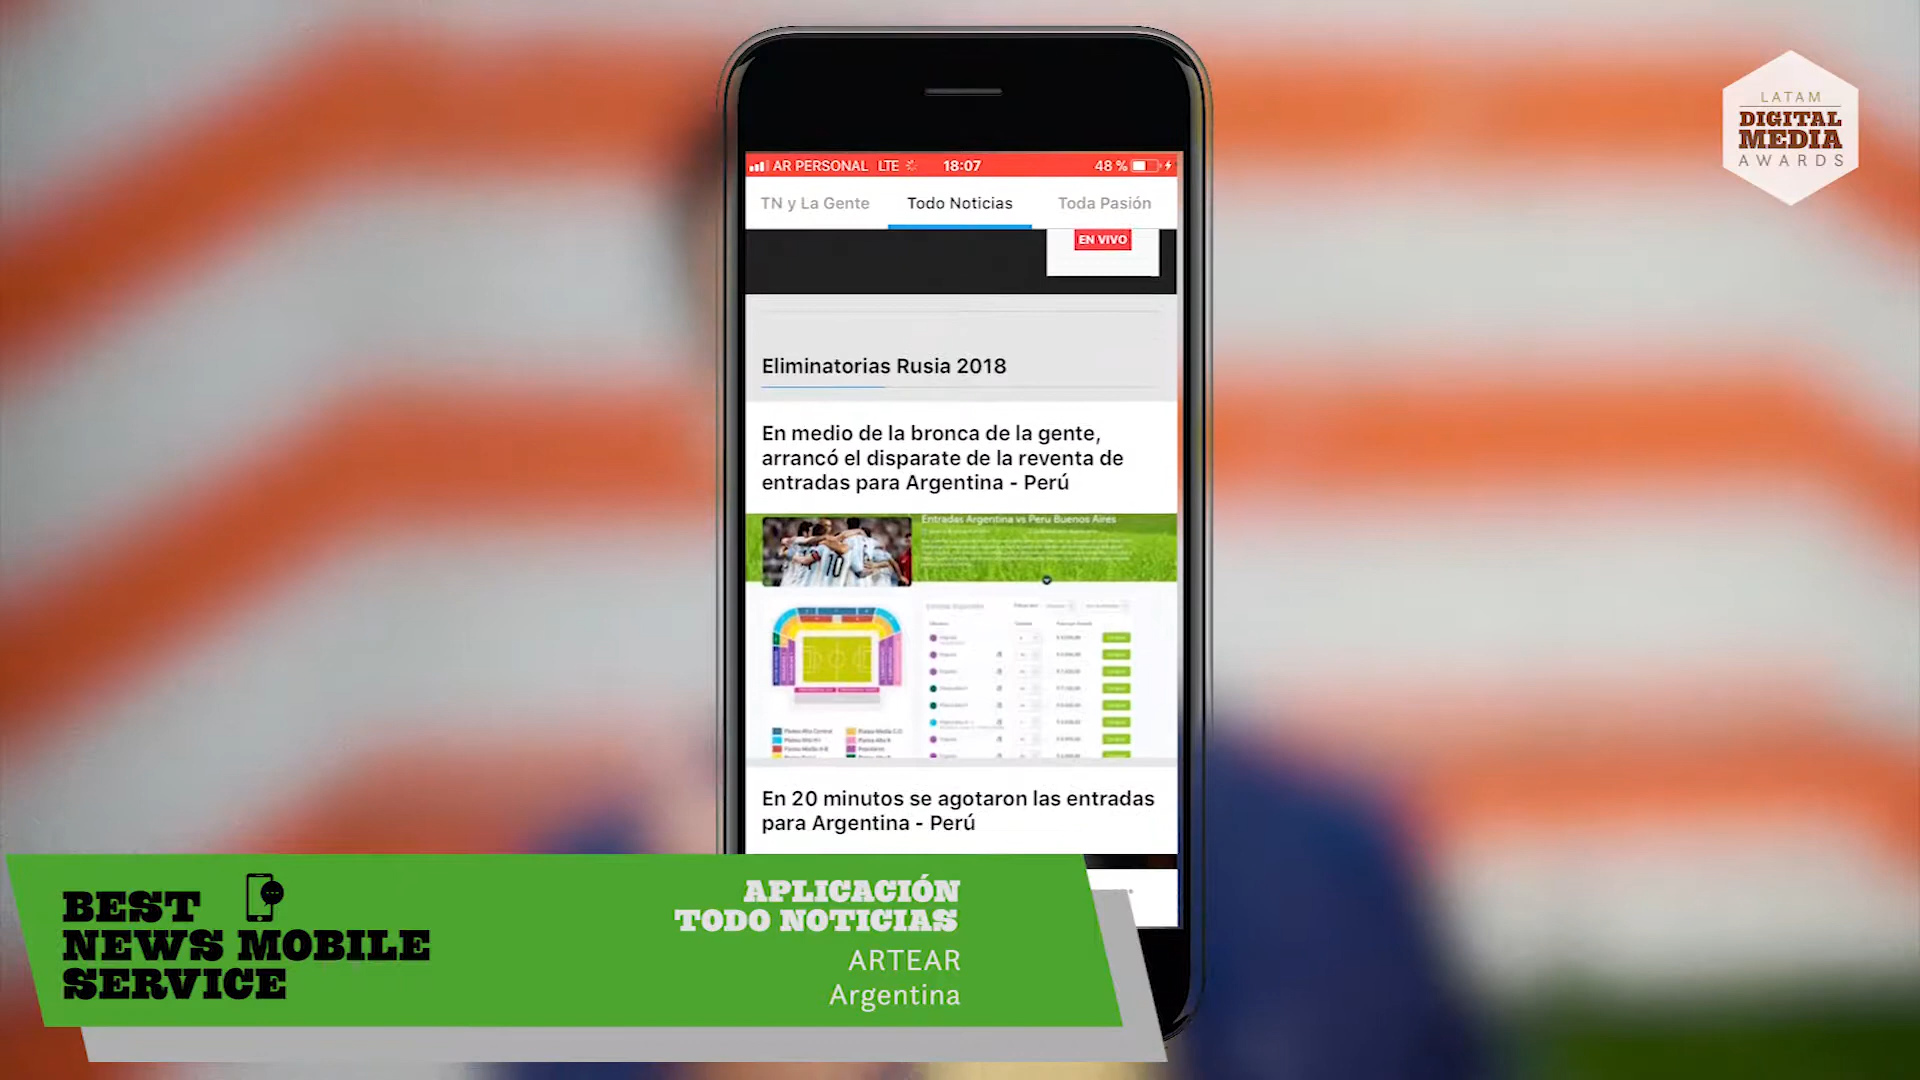 LATAM
DIGITAL
MEDIA
AWARDS
AR PERSONAL LTE 18:07 48 %
TN y La Gente Todo Noticias Toda Pasión
EN VIVO
Eliminatorias Rusia 2018
En medio de la bronca de la gente,
arrancó el disparate de la reventa de
entradas para Argentina - Perú
Entradas Argentina vs Peru Buenos Aires
10
En 20 minutos se agotaron las entradas
para Argentina - Perú
BEST
NEWS MOBILE
SERVICE
APLICACIÓN
TODO NOTICIAS
ARTEAR
Argentina